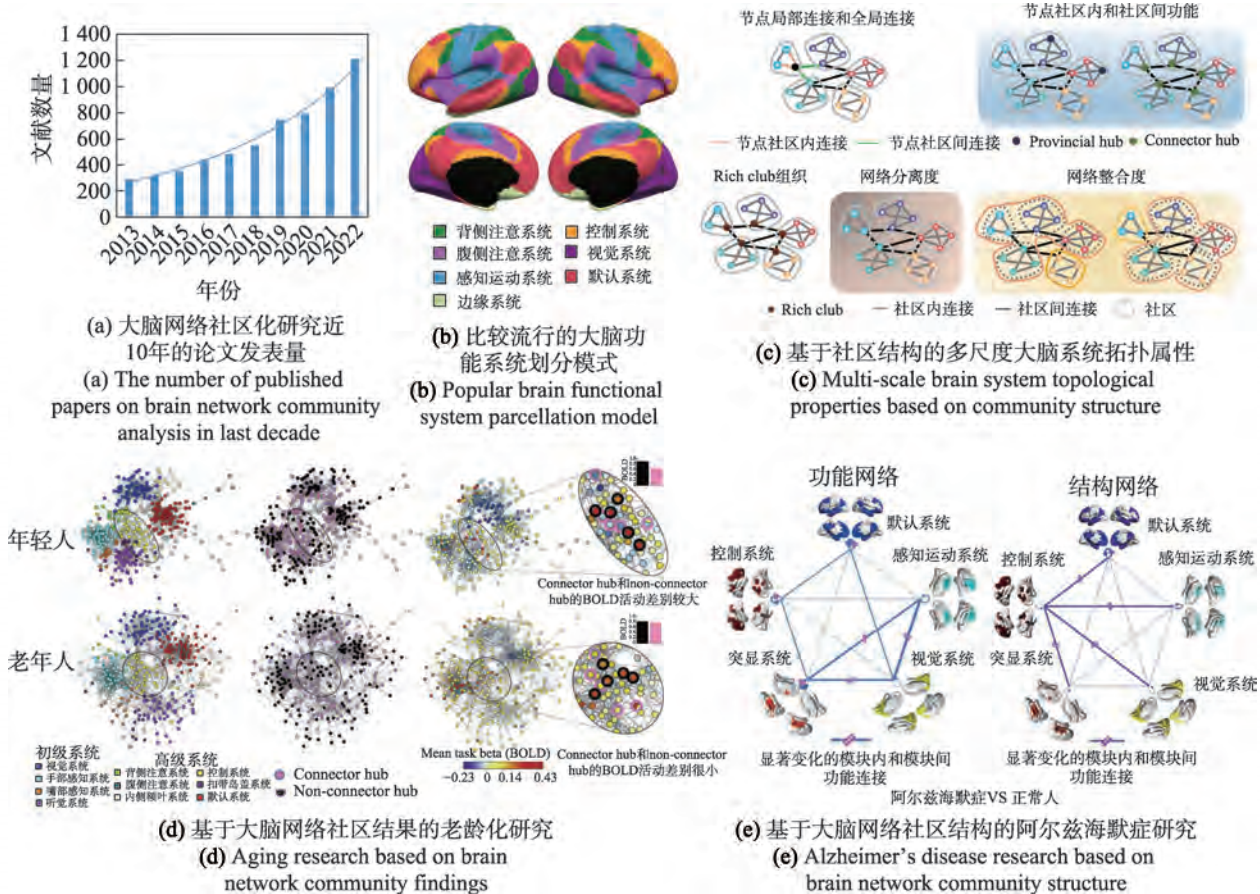 1 400
1 200
1 000
800
600
400
200
0
文献数量
2013
2014
2015
2016
2017
2018
2019
2020
2021
2022
年份
(a) 大脑网络社区化研究近
10年的论文发表量
(a) The number of published
papers on brain network community
analysis in last decade
背侧注意系统
控制系统
腹侧注意系统
视觉系统
感知运动系统
默认系统
边缘系统
(b) 比较流行的大脑功
能系统划分模式
(b) Popular brain functional
system parcellation model
节点局部连接和全局连接
节点社区内和社区间功能
节点社区内连接
节点社区间连接
Provincial hub
Connector hub
Rich club组织
网络分离度
网络整合度
Rich club
社区内连接
社区间连接
社区
(c) 基于社区结构的多尺度大脑系统拓扑属性
(c) Multi-scale brain system topological
properties based on community structure
年轻人
BOLD
Connector hub和non-connector
hub的BOLD活动差别较大
老年人
BOLD
Connector hub和non-connector
hub的BOLD活动差别很小
初级系统
视觉系统
手部感知系统
嘴部感知系统
听觉系统
高级系统
背侧注意系统
腹侧注意系统
内侧颞叶系统
控制系统
扣带岛盖系统
默认系统
Connector hub
Non-connector hub
Mean task beta (BOLD)
−0.23
0
0.14
0.43
(d) 基于大脑网络社区结果的老龄化研究
(d) Aging research based on brain
network community findings
功能网络
默认系统
控制系统
感知运动系统
突显系统
视觉系统
显著变化的模块内和模块间
功能连接
结构网络
默认系统
控制系统
感知运动系统
突显系统
视觉系统
显著变化的模块内和模块间
功能连接
阿尔兹海默症VS 正常人
(e) 基于大脑网络社区结构的阿尔兹海默症研究
(e) Alzheimer's disease research based on
brain network community structure